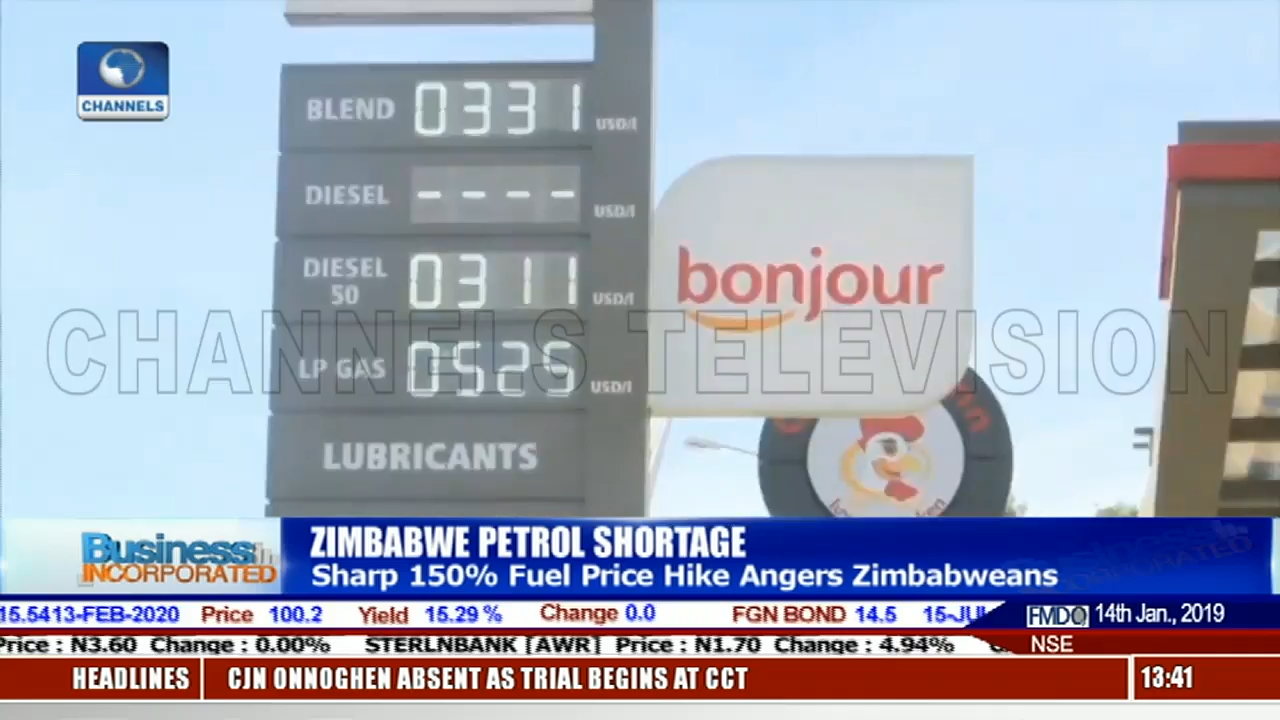 CHANNELS
BLEND 0331 USD/l
DIESEL ---- USD/l
DIESEL 50 0311 USD/l
LP GAS 0525 USD/l
LUBRICANTS
bonjour
CHANNELS TELEVISION
Business in
INCORPORATED
ZIMBABWE PETROL SHORTAGE
Sharp 150% Fuel Price Hike Angers Zimbabweans
15.5413-FEB-2020 Price 100.2 Yield 15.29% Change 0.0 FGN BOND 14.5 15-JUL
FMDQ 14th Jan., 2019
Price : N3.60 Change : 0.00% STERLNBANK [AWR] Price : N1.70 Change : 4.94%
NSE
HEADLINES CJN ONNOGHEN ABSENT AS TRIAL BEGINS AT CCT 13:41